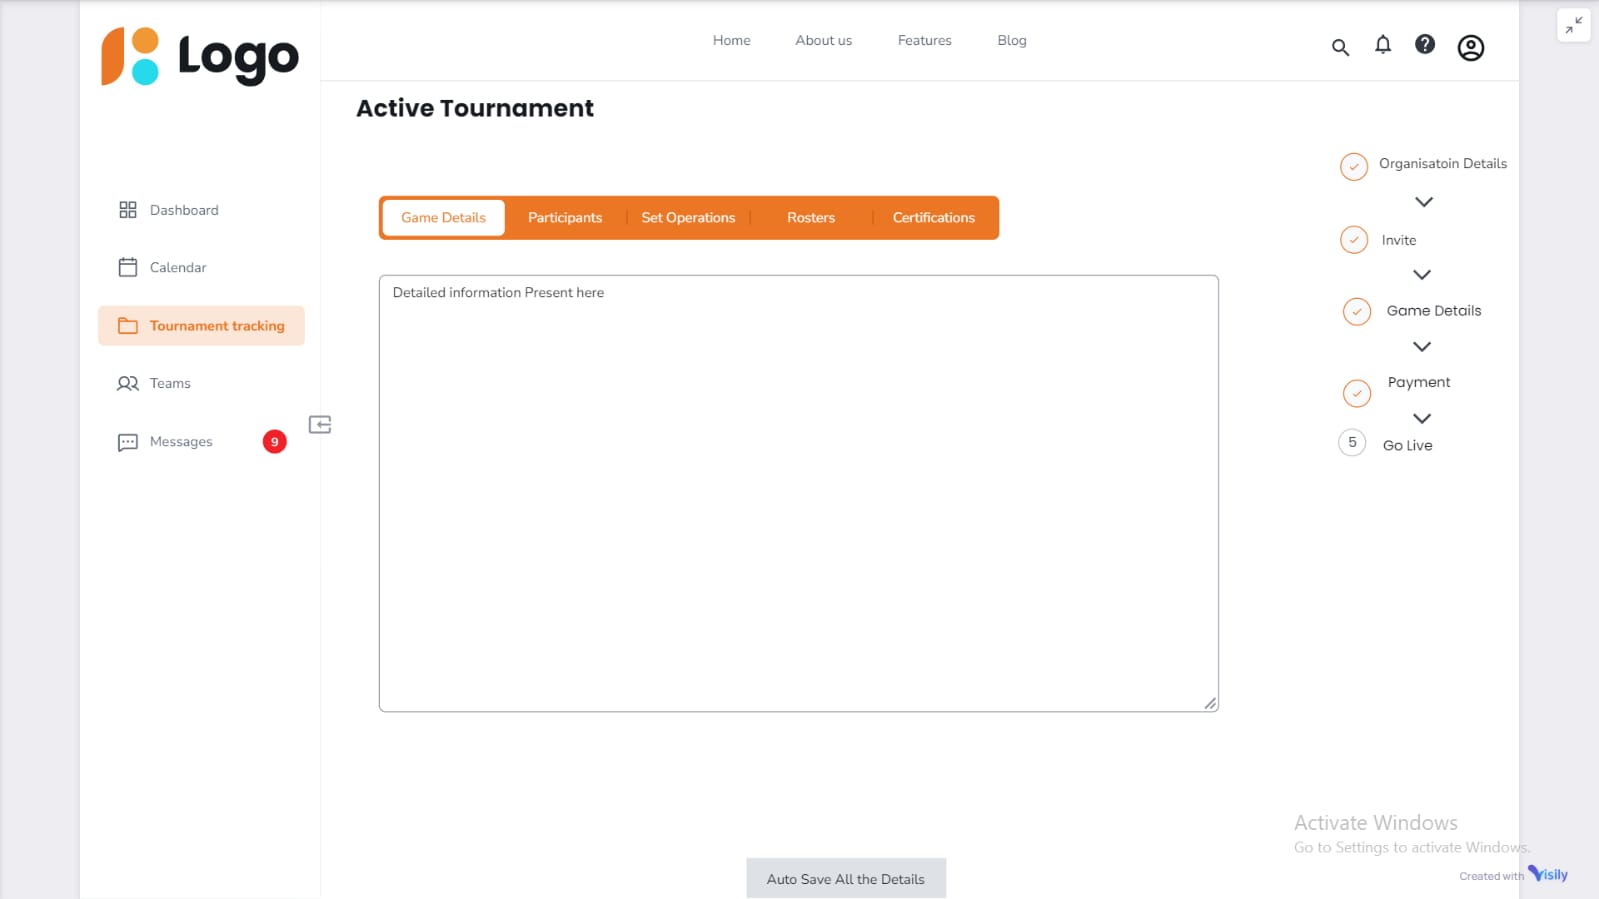 Logo
Home About us Features Blog
Active Tournament
Organisatoin Details
Dashboard
Game Details Participants Set Operations Rosters Certifications
Invite
Calendar
Detailed information Present here
Game Details
Tournament tracking
Payment
Teams
Messages 9
5 Go Live
Activate Windows
Go to Settings to activate Windows.
Created with Visily
Auto Save All the Details